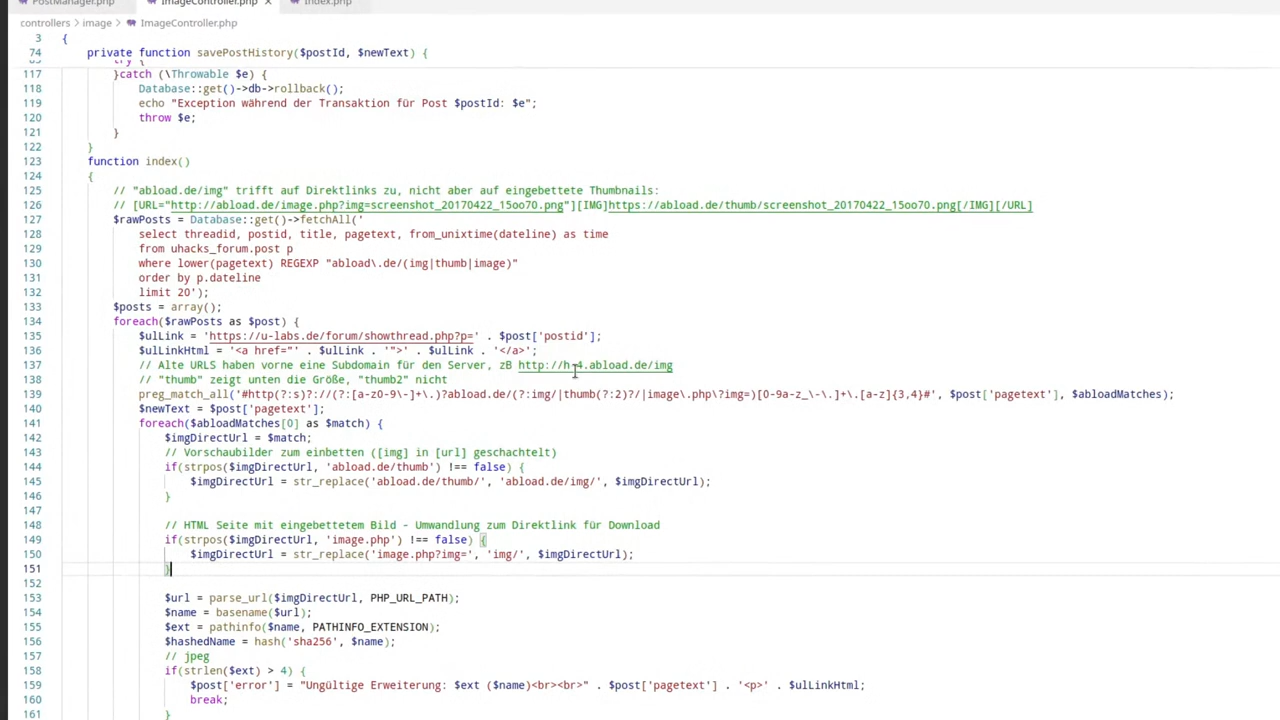 PostManager.php ImageController.php × Index.php
controllers > image > ImageController.php
3 {
74 private function savePostHistory($postId, $newText) {
try {
117 }catch (\Throwable $e) {
118 Database::get()->db->rollback();
119 echo "Exception während der Transaktion für Post $postId: $e";
120 throw $e;
121 }
122 }
123 function index()
124 {
125 // "abload.de/img" trifft auf Direktlinks zu, nicht aber auf eingebettete Thumbnails:
126 // [URL="http://abload.de/image.php?img=screenshot_20170422_15oo70.png"][IMG]https://abload.de/thumb/screenshot_20170422_15oo70.png[/IMG][/URL]
127 $rawPosts = Database::get()->fetchAll('
128 select threadid, postid, title, pagetext, from_unixtime(dateline) as time
129 from uhacks_forum.post p
130 where lower(pagetext) REGEXP "abload\.de/(img|thumb|image)"
131 order by p.dateline
132 limit 20');
133 $posts = array();
134 foreach($rawPosts as $post) {
135 $ulLink = 'https://u-labs.de/forum/showthread.php?p=' . $post['postid'];
136 $ulLinkHtml = '<a href="' . $ulLink . '">' . $ulLink . '</a>';
137 // Alte URLS haben vorne eine Subdomain für den Server, zB http://h-4.abload.de/img
138 // "thumb" zeigt unten die Größe, "thumb2" nicht
139 preg_match_all('#http(?:s)?://(?:[a-z0-9\-]+\.)?abload.de/(?:img/|thumb(?:2)?/|image\.php\?img=)[0-9a-z_\-\.]+\.[a-z]{3,4}#', $post['pagetext'], $abloadMatches);
140 $newText = $post['pagetext'];
141 foreach($abloadMatches[0] as $match) {
142 $imgDirectUrl = $match;
143 // Vorschaubilder zum einbetten ([img] in [url] geschachtelt)
144 if(strpos($imgDirectUrl, 'abload.de/thumb') !== false) {
145 $imgDirectUrl = str_replace('abload.de/thumb/', 'abload.de/img/', $imgDirectUrl);
146 }
147
148 // HTML Seite mit eingebettetem Bild - Umwandlung zum Direktlink für Download
149 if(strpos($imgDirectUrl, 'image.php') !== false) {
150 $imgDirectUrl = str_replace('image.php?img=', 'img/', $imgDirectUrl);
151 }
152
153 $url = parse_url($imgDirectUrl, PHP_URL_PATH);
154 $name = basename($url);
155 $ext = pathinfo($name, PATHINFO_EXTENSION);
156 $hashedName = hash('sha256', $name);
157 // jpeg
158 if(strlen($ext) > 4) {
159 $post['error'] = "Ungültige Erweiterung: $ext ($name)<br><br>" . $post['pagetext'] . '<p>' . $ulLinkHtml;
160 break;
161 }